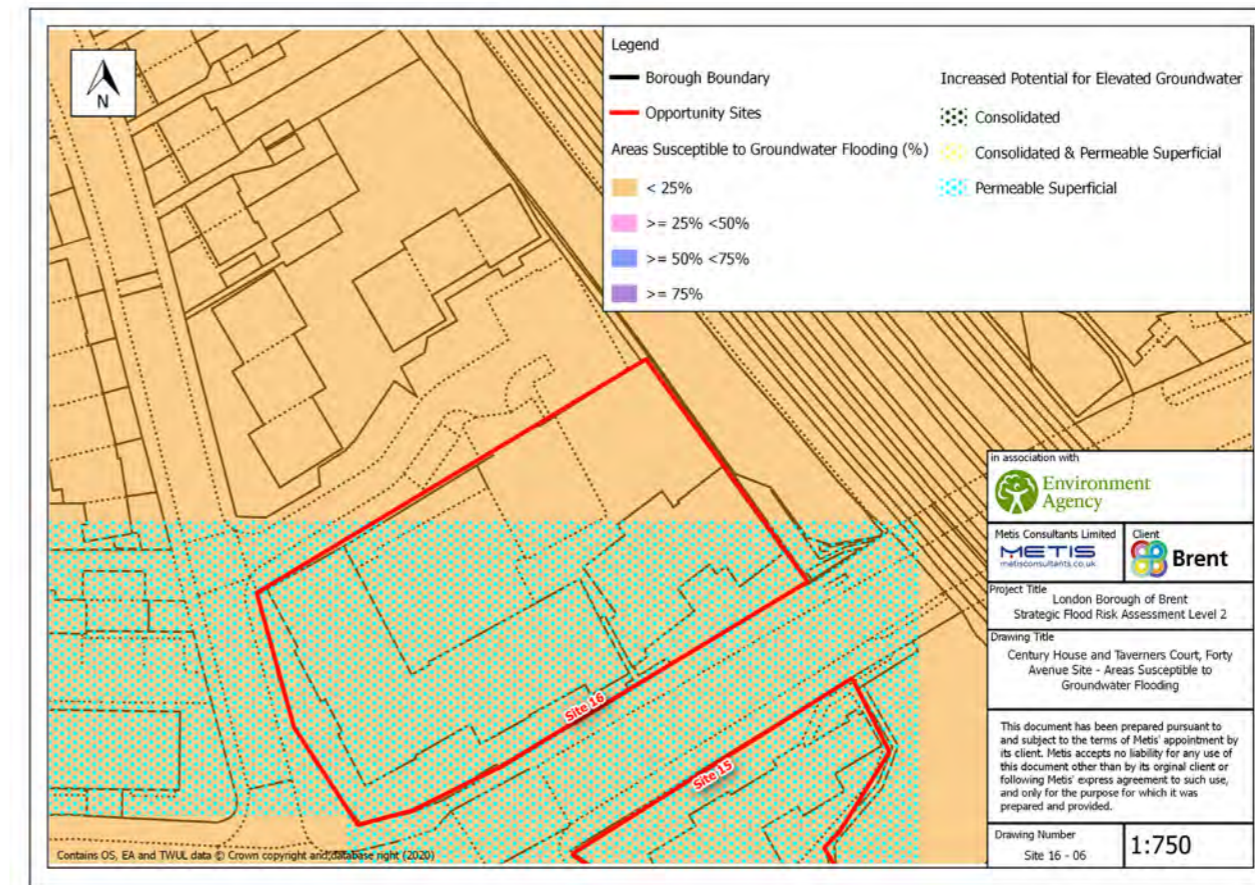 N
Legend
Borough Boundary
Opportunity Sites
Areas Susceptible to Groundwater Flooding (%)
< 25%
>= 25% <50%
>= 50% <75%
>= 75%
Increased Potential for Elevated Groundwater
Consolidated
Consolidated & Permeable Superficial
Permeable Superficial
Site 16
Site 15
in association with
Environment
Agency
Metis Consultants Limited
METIS
metisconsultants.co.uk
Client
Brent
Project Title
London Borough of Brent
Strategic Flood Risk Assessment Level 2
Drawing Title
Century House and Taverners Court, Forty
Avenue Site - Areas Susceptible to
Groundwater Flooding
This document has been prepared pursuant to
and subject to the terms of Metis' appointment by
its client. Metis accepts no liability for any use of
this document other than by its orginal client or
following Metis' express agreement to such use,
and only for the purpose for which it was
prepared and provided.
Drawing Number
Site 16 - 06
1:750
Contains OS, EA and TWUL data © Crown copyright and database right (2020)